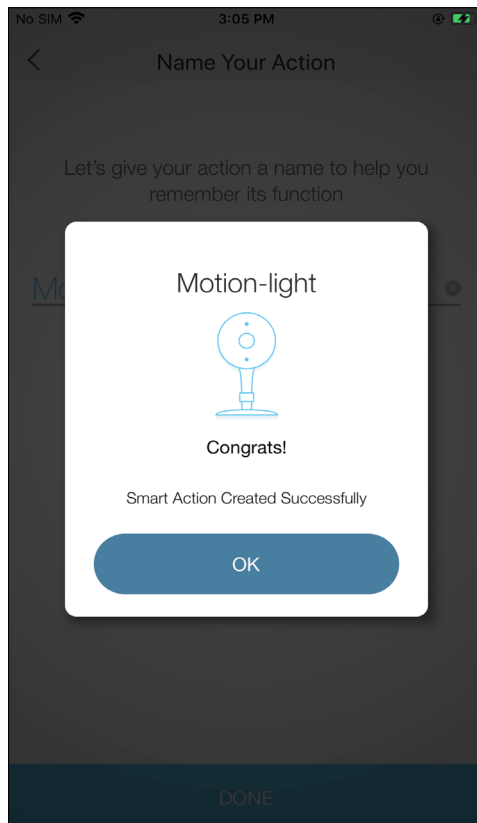 No SIM 3:05 PM
Name Your Action
Let's give your action a name to help you
remember its function
Mo
Motion-light
Congrats!
Smart Action Created Successfully
OK
DONE